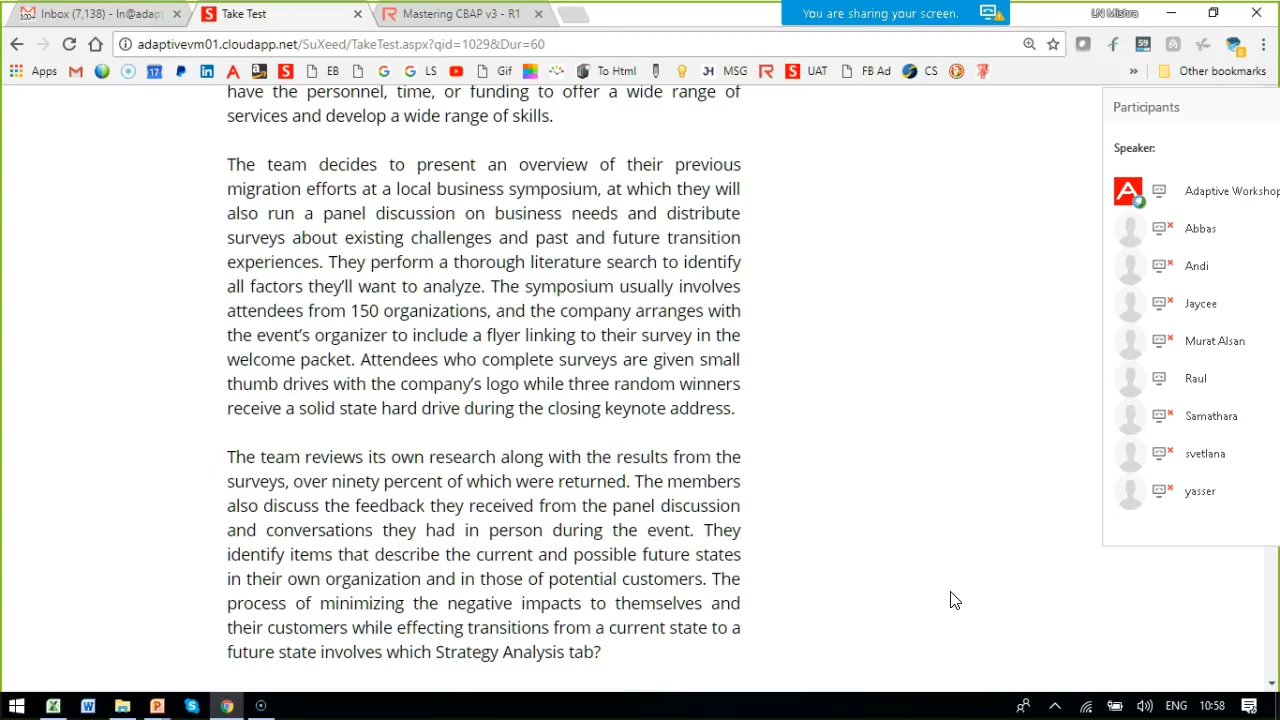 Inbox (7,138) - ln@adap
Take Test
Mastering CBAP v3 - R1
You are sharing your screen.
LN Mishra
adaptivevm01.cloudapp.net/SuXeed/TakeTest.aspx?qid=1029&Dur=60
59
Apps
17
EB
LS
Gif
To Html
JH
MSG
UAT
FB Ad
CS
»
Other bookmarks
have the personnel, time, or funding to offer a wide range of
services and develop a wide range of skills.
The team decides to present an overview of their previous
migration efforts at a local business symposium, at which they will
also run a panel discussion on business needs and distribute
surveys about existing challenges and past and future transition
experiences. They perform a thorough literature search to identify
all factors they'll want to analyze. The symposium usually involves
attendees from 150 organizations, and the company arranges with
the event's organizer to include a flyer linking to their survey in the
welcome packet. Attendees who complete surveys are given small
thumb drives with the company's logo while three random winners
receive a solid state hard drive during the closing keynote address.
The team reviews its own research along with the results from the
surveys, over ninety percent of which were returned. The members
also discuss the feedback they received from the panel discussion
and conversations they had in person during the event. They
identify items that describe the current and possible future states
in their own organization and in those of potential customers. The
process of minimizing the negative impacts to themselves and
their customers while effecting transitions from a current state to a
future state involves which Strategy Analysis tab?
Participants
Speaker:
Adaptive Workshop
Abbas
Andi
Jaycee
Murat Alsan
Raul
Samathara
svetlana
yasser
ENG
10:58